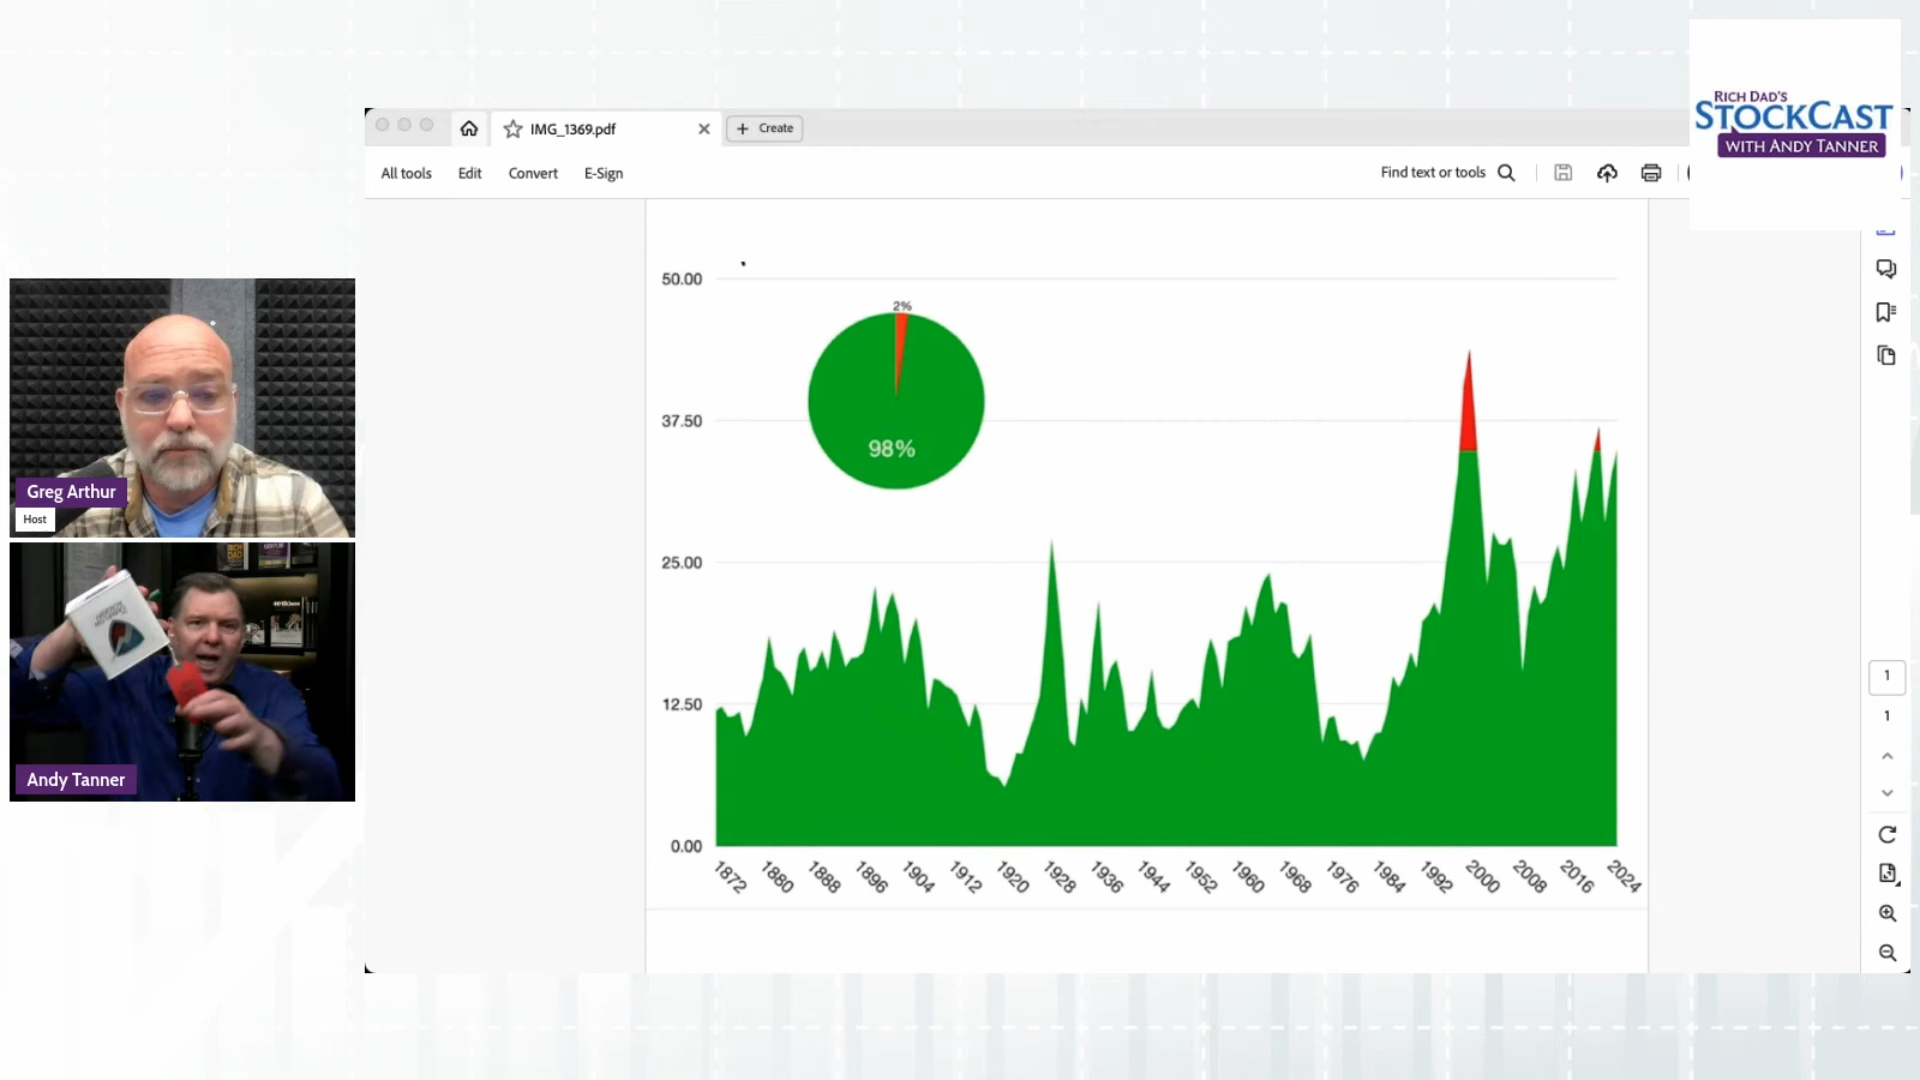 RICH DAD'S
STOCKCAST
WITH ANDY TANNER
IMG_1369.pdf
Create
All tools
Edit
Convert
E-Sign
Find text or tools
50.00
37.50
25.00
12.50
0.00
2%
98%
1872
1880
1888
1896
1904
1912
1920
1928
1936
1944
1952
1960
1968
1976
1984
1992
2000
2008
2016
2024
1
1
Greg Arthur
Host
Andy Tanner